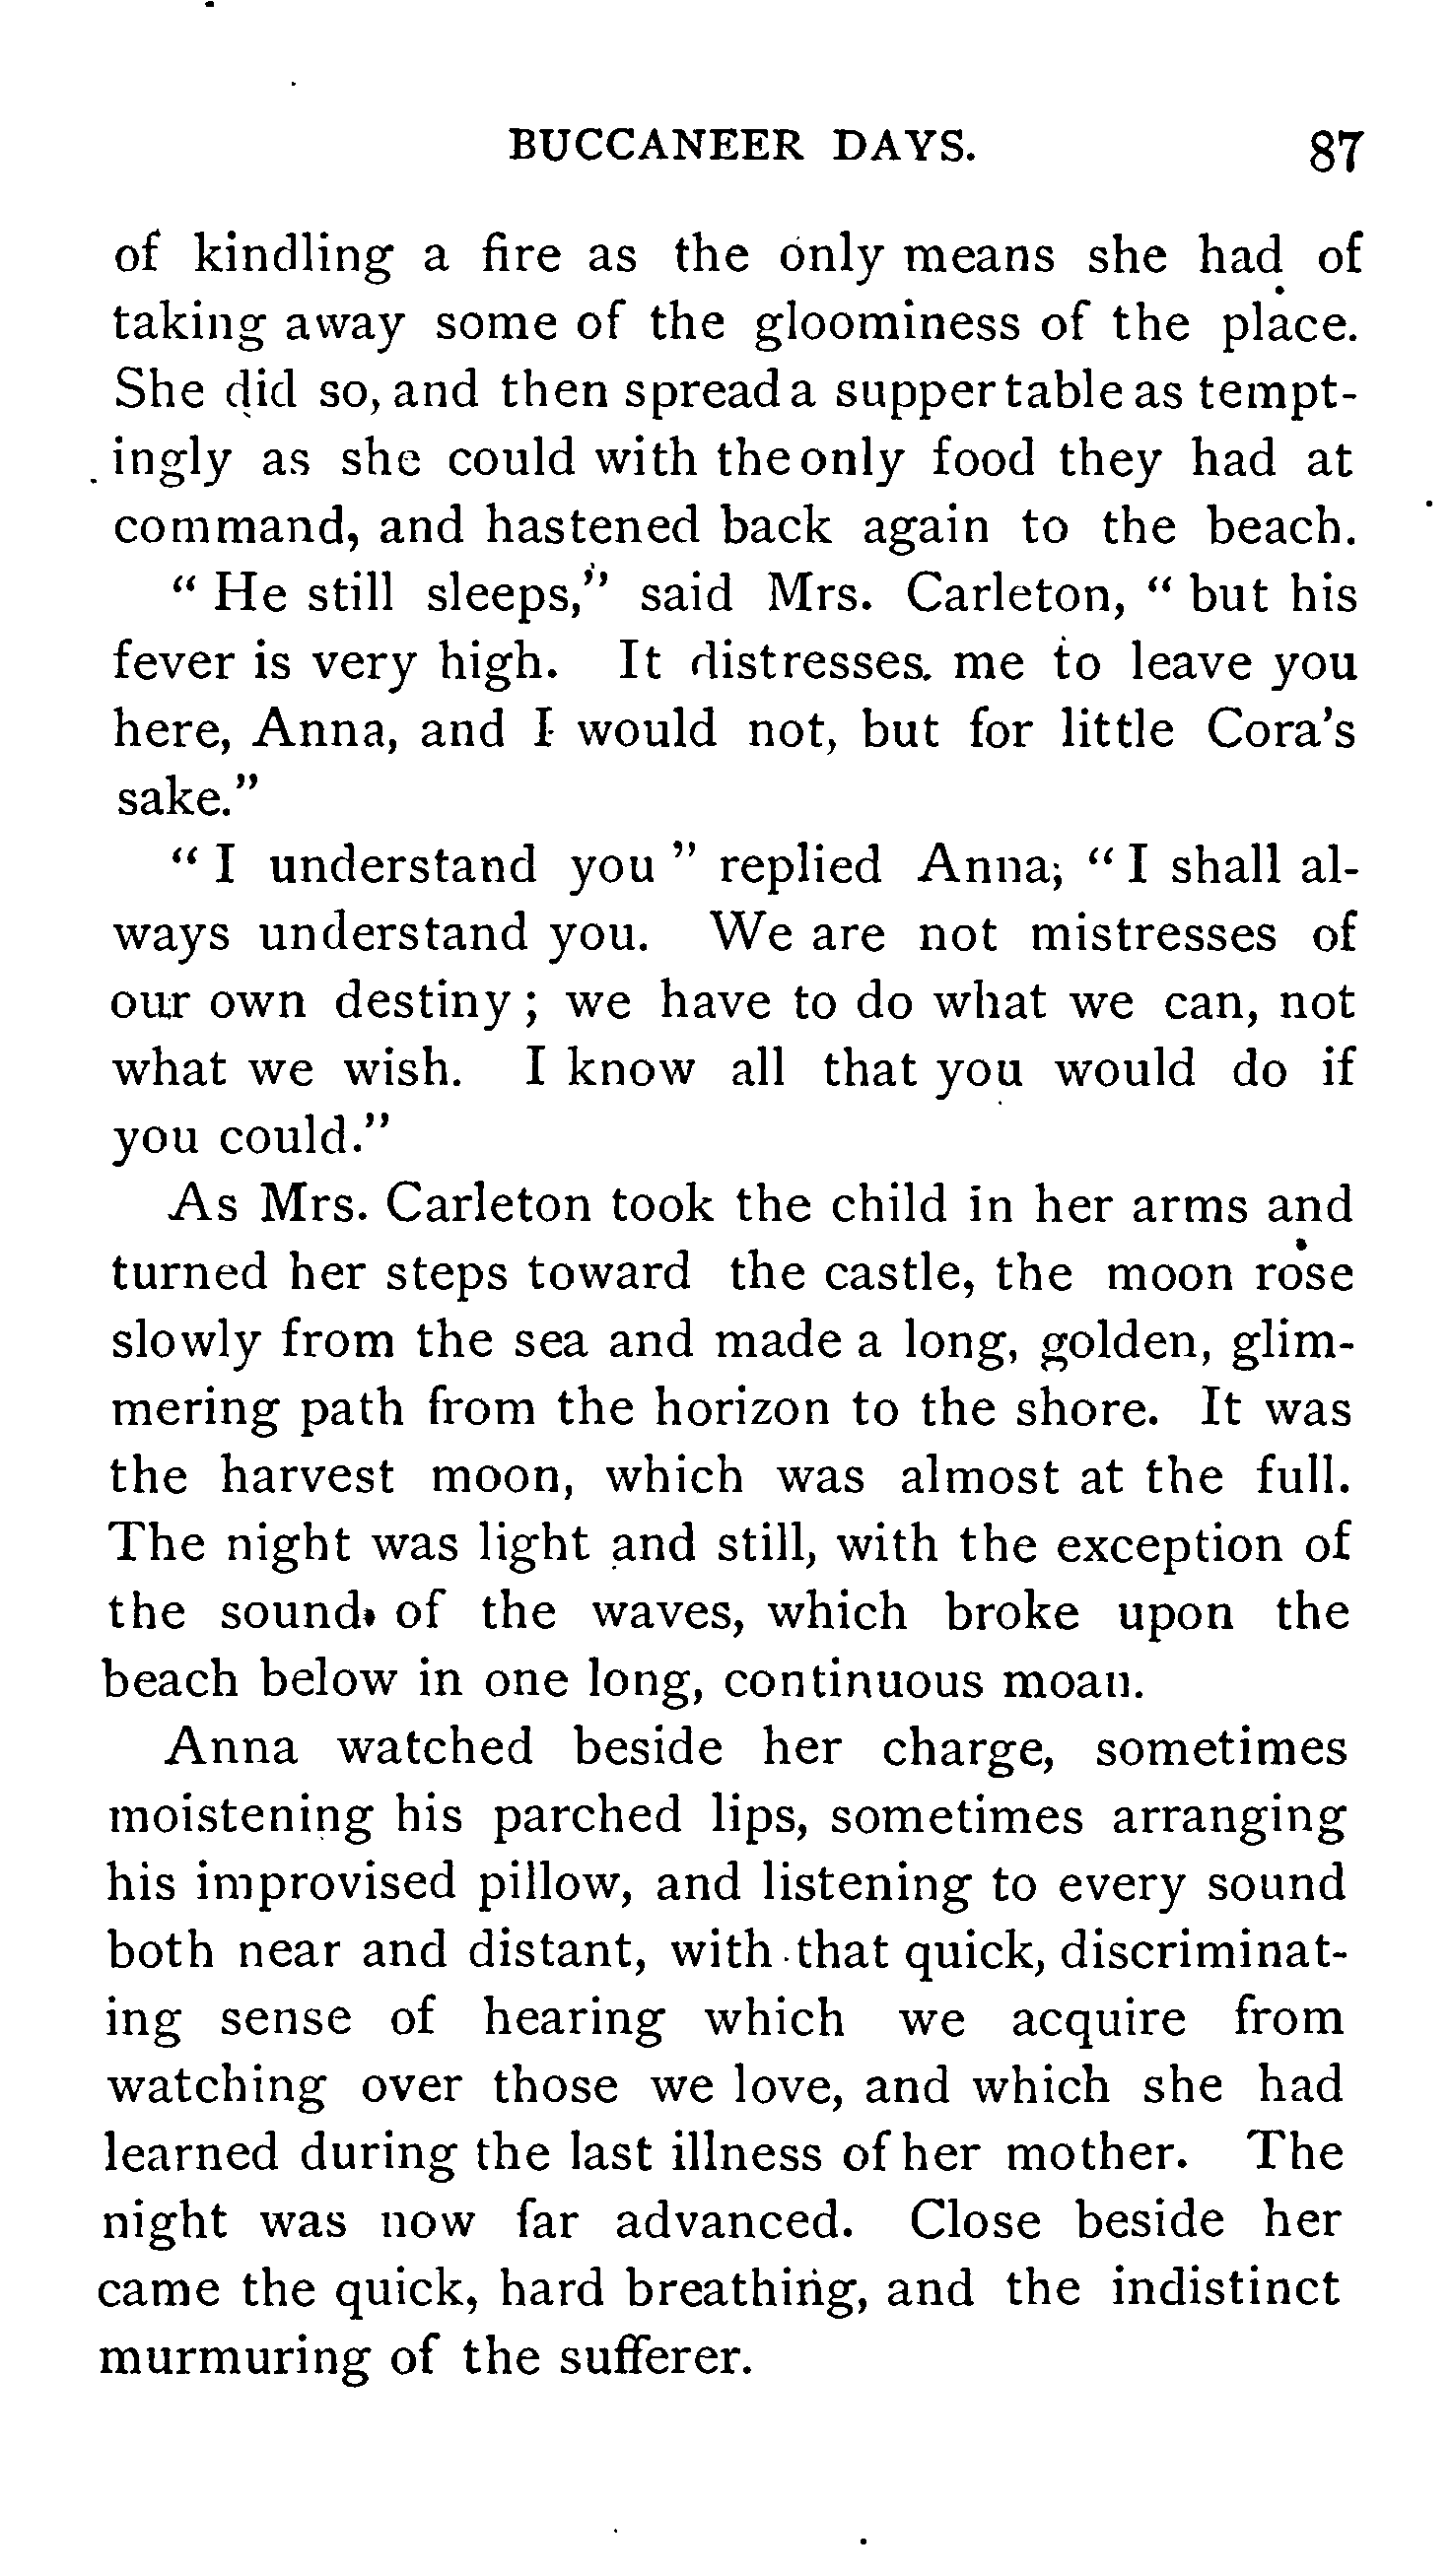 BUCCANEER DAYS. 87
of kindling a fire as the only means she had of
taking away some of the gloominess of the place.
She did so, and then spread a supper table as tempt-
ingly as she could with the only food they had at
command, and hastened back again to the beach.
" He still sleeps," said Mrs. Carleton, " but his
fever is very high. It distresses. me to leave you
here, Anna, and I would not, but for little Cora's
sake."
" I understand you " replied Anna; " I shall al-
ways understand you. We are not mistresses of
our own destiny ; we have to do what we can, not
what we wish. I know all that you would do if
you could."
As Mrs. Carleton took the child in her arms and
turned her steps toward the castle, the moon rose
slowly from the sea and made a long, golden, glim-
mering path from the horizon to the shore. It was
the harvest moon, which was almost at the full.
The night was light and still, with the exception of
the sound of the waves, which broke upon the
beach below in one long, continuous moan.
Anna watched beside her charge, sometimes
moistening his parched lips, sometimes arranging
his improvised pillow, and listening to every sound
both near and distant, with that quick, discriminat-
ing sense of hearing which we acquire from
watching over those we love, and which she had
learned during the last illness of her mother. The
night was now far advanced. Close beside her
came the quick, hard breathing, and the indistinct
murmuring of the sufferer.